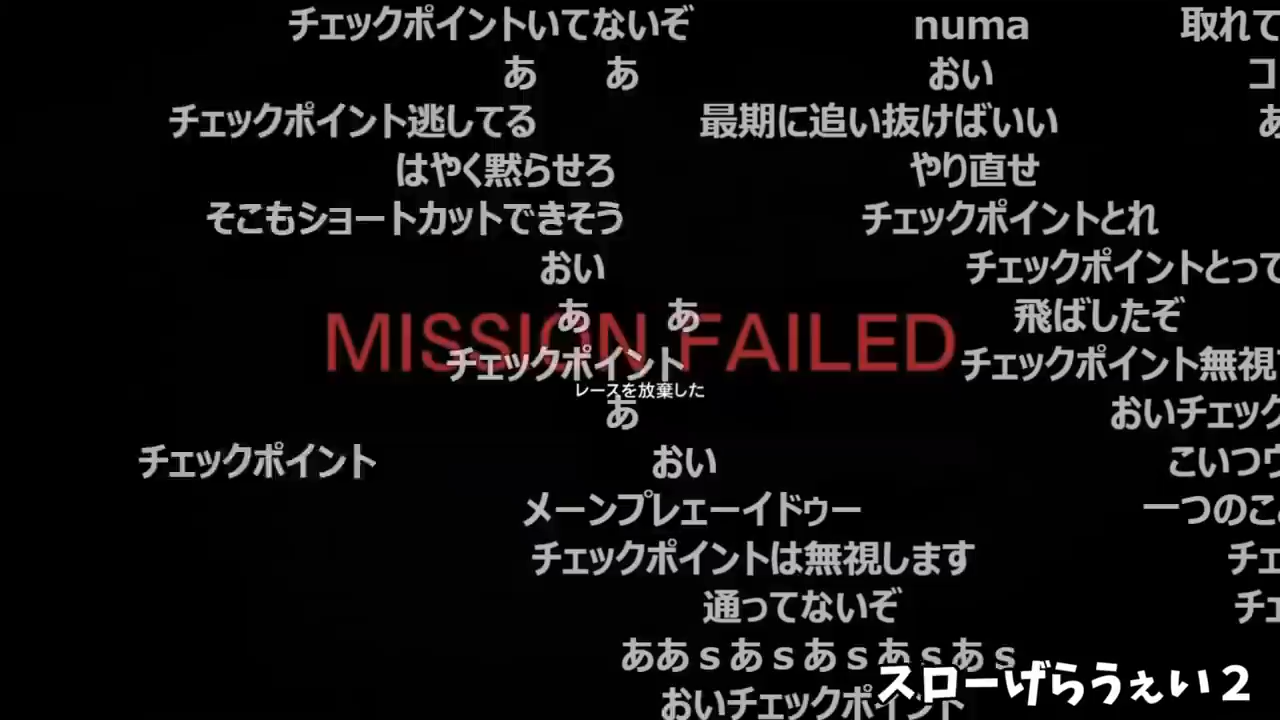 チェックポイントいてないぞ numa 取れて
あ あ おい コ
チェックポイント逃してる 最期に追い抜けばいい あ
はやく黙らせろ やり直せ
そこもショートカットできそう チェックポイントとれ
おい チェックポイントとって
あ あ 飛ばしたぞ
MISSION FAILED
チェックポイント チェックポイント無視
レースを放棄した
あ おいチェック
チェックポイント おい こいつウ
メーンプレェーイドゥー 一つのこ
チェックポイントは無視します チェ
通ってないぞ チェ
ああｓあｓあｓあｓあｓ
スローげらうぇい２
おいチェックポイント